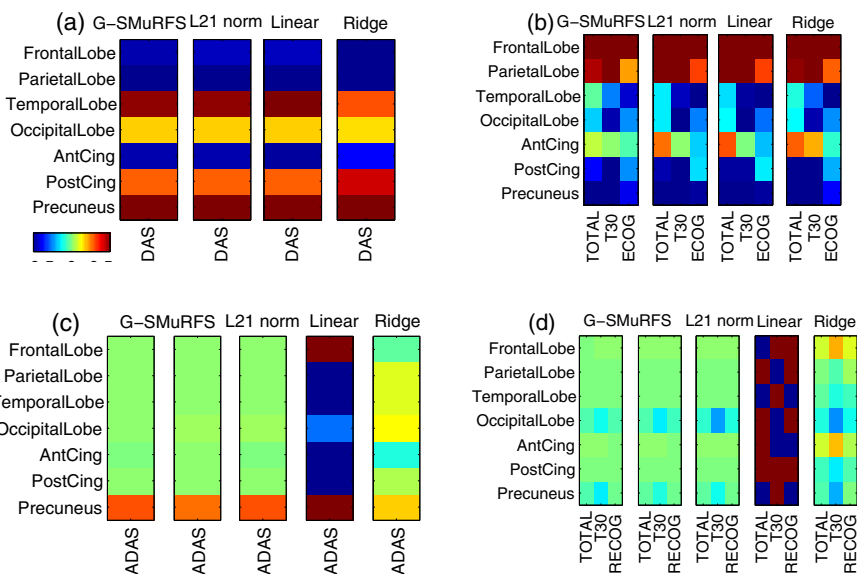 (a)
G-SMuRFS L21 norm Linear Ridge
FrontalLobe
ParietalLobe
TemporalLobe
OccipitalLobe
AntCing
PostCing
Precuneus
DAS DAS DAS DAS
(b)
G-SMuRFS L21 norm Linear Ridge
FrontalLobe
ParietalLobe
TemporalLobe
OccipitalLobe
AntCing
PostCing
Precuneus
TOTAL T30 ECOG TOTAL T30 ECOG TOTAL T30 ECOG TOTAL T30 ECOG
(c)
G-SMuRFS L21 norm Linear Ridge
FrontalLobe
ParietalLobe
TemporalLobe
OccipitalLobe
AntCing
PostCing
Precuneus
ADAS ADAS ADAS ADAS ADAS
(d)
G-SMuRFS L21 norm Linear Ridge
FrontalLobe
ParietalLobe
TemporalLobe
OccipitalLobe
AntCing
PostCing
Precuneus
TOTAL T30 RECOG TOTAL T30 RECOG TOTAL T30 RECOG TOTAL T30 RECOG TOTAL T30 RECOG